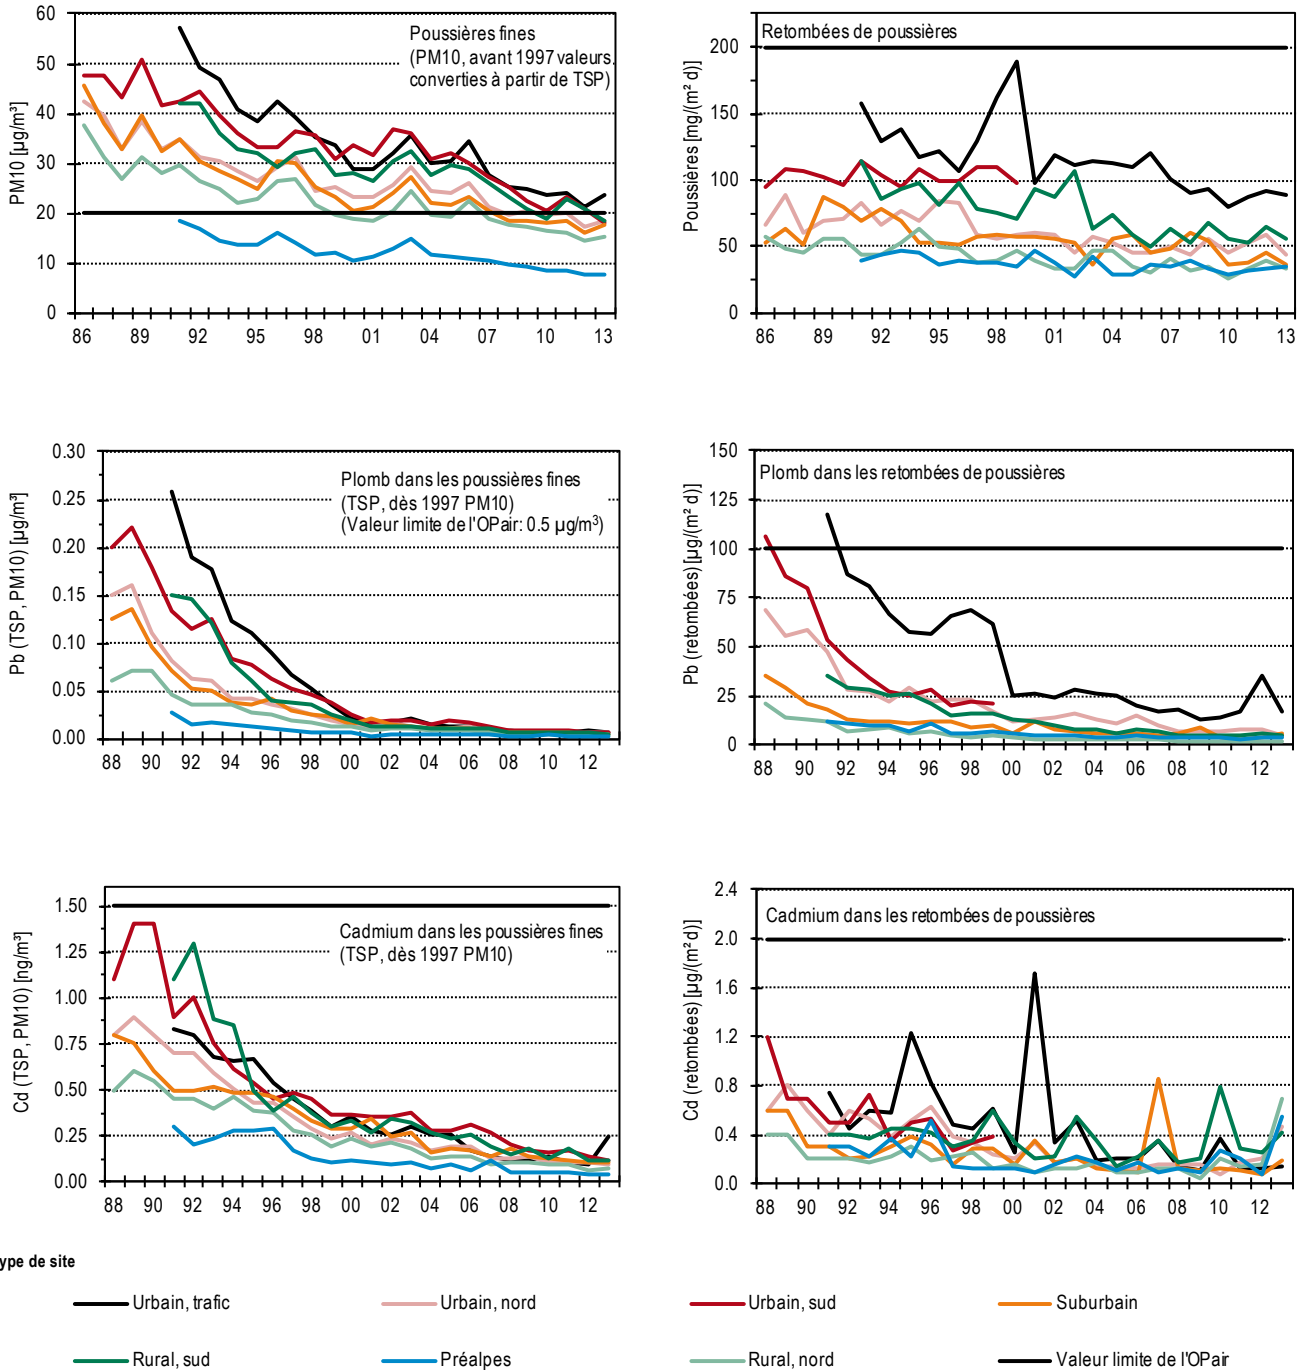 Poussières fines
(PM10, avant 1997 valeurs
converties à partir de TSP)
PM10 [µg/m³]
60
50
40
30
20
10
0
86 89 92 95 98 01 04 07 10 13
Retombées de poussières
Poussières [mg/(m² d)]
200
150
100
50
0
86 89 92 95 98 01 04 07 10 13
Plomb dans les poussières fines
(TSP, dès 1997 PM10)
(Valeur limite de l'OPair: 0.5 µg/m³)
Pb (TSP, PM10) [µg/m³]
0.30
0.25
0.20
0.15
0.10
0.05
0.00
88 90 92 94 96 98 00 02 04 06 08 10 12
Plomb dans les retombées de poussières
Pb (retombées) [µg/(m² d)]
150
125
100
75
50
25
0
88 90 92 94 96 98 00 02 04 06 08 10 12
Cadmium dans les poussières fines
(TSP, dès 1997 PM10)
Cd (TSP, PM10) [ng/m³]
1.50
1.25
1.00
0.75
0.50
0.25
0.00
88 90 92 94 96 98 00 02 04 06 08 10 12
Cadmium dans les retombées de poussières
Cd (retombées) [µg/(m² d)]
2.4
2.0
1.6
1.2
0.8
0.4
0.0
88 90 92 94 96 98 00 02 04 06 08 10 12
ype de site
Urbain, trafic
Urbain, nord
Urbain, sud
Suburbain
Rural, sud
Préalpes
Rural, nord
Valeur limite de l'OPair